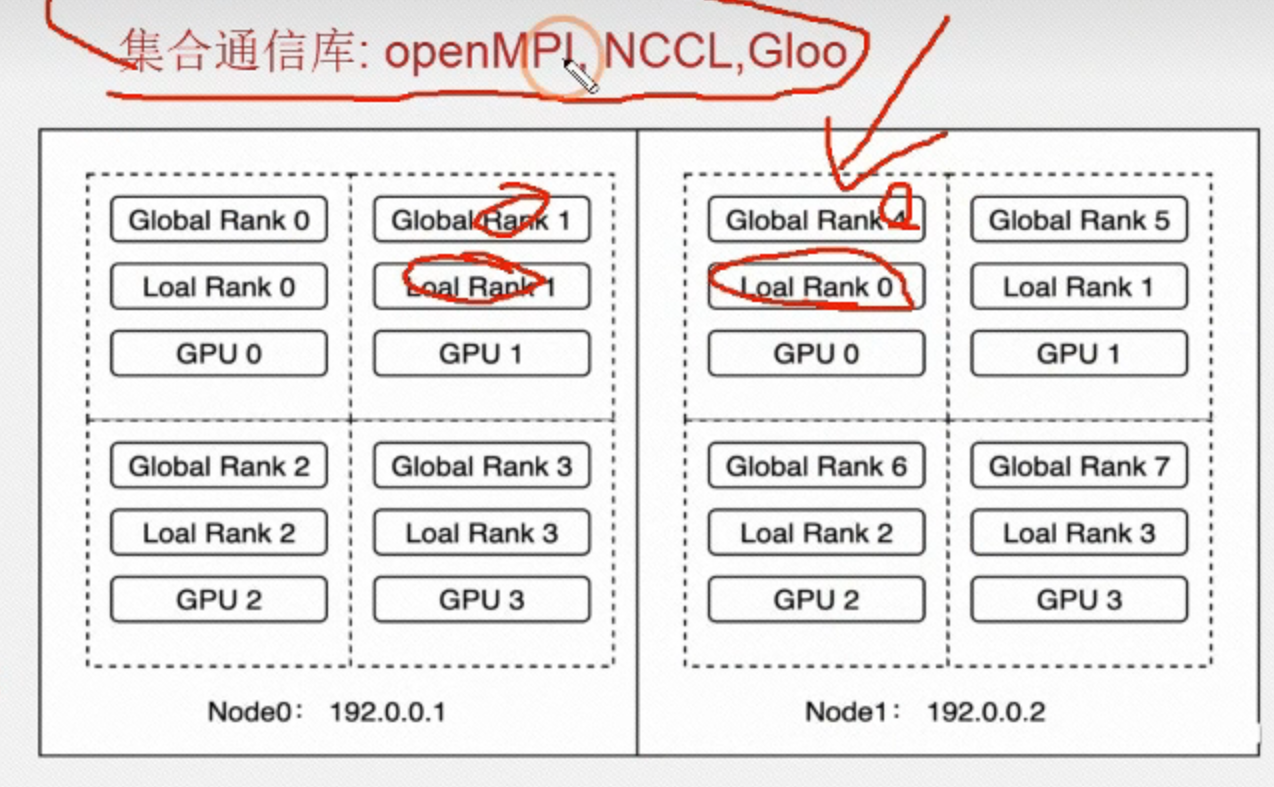 集合通信库: openMPI, NCCL,Gloo
Global Rank 0
Loal Rank 0
GPU 0
Global Rank 1
Loal Rank 1
GPU 1
Global Rank 2
Loal Rank 2
GPU 2
Global Rank 3
Loal Rank 3
GPU 3
Node0： 192.0.0.1
Global Rank 4
Loal Rank 0
GPU 0
Global Rank 5
Loal Rank 1
GPU 1
Global Rank 6
Loal Rank 2
GPU 2
Global Rank 7
Loal Rank 3
GPU 3
Node1： 192.0.0.2